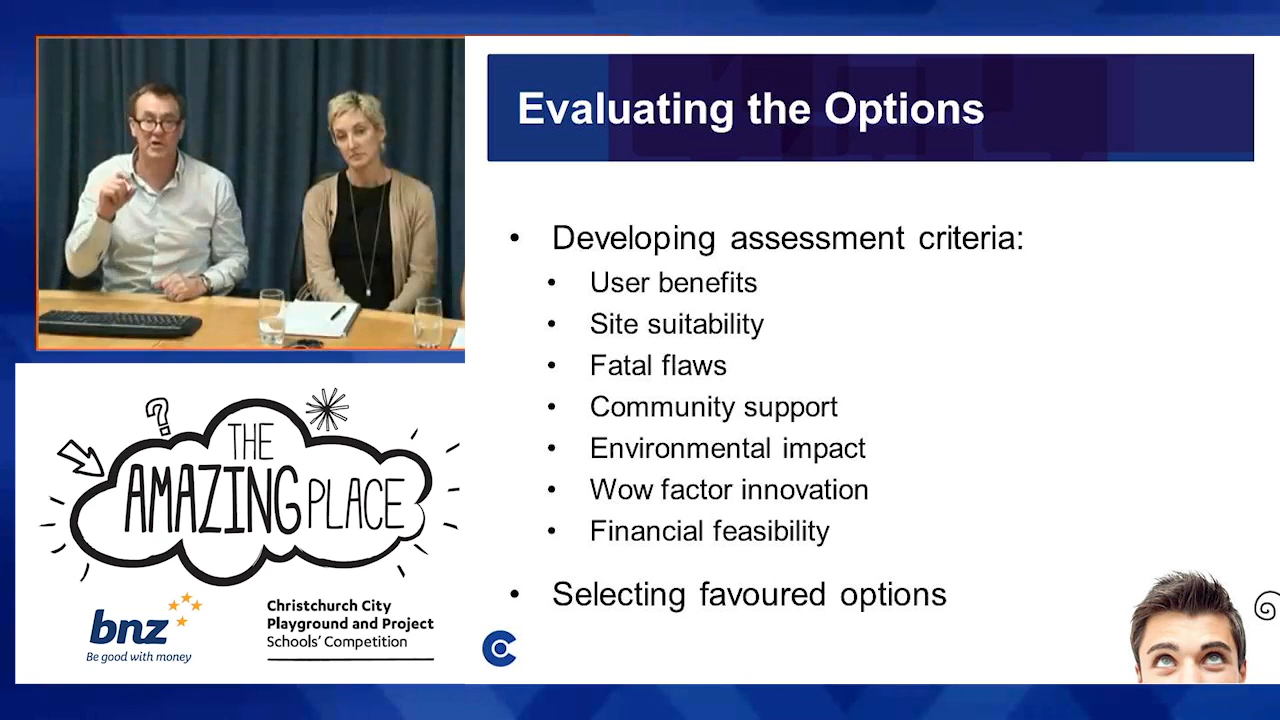 Evaluating the Options
• Developing assessment criteria:
• User benefits
• Site suitability
• Fatal flaws
• Community support
• Environmental impact
• Wow factor innovation
• Financial feasibility
• Selecting favoured options
THE
AMAZING PLACE
bnz
Be good with money
Christchurch City
Playground and Project
Schools' Competition